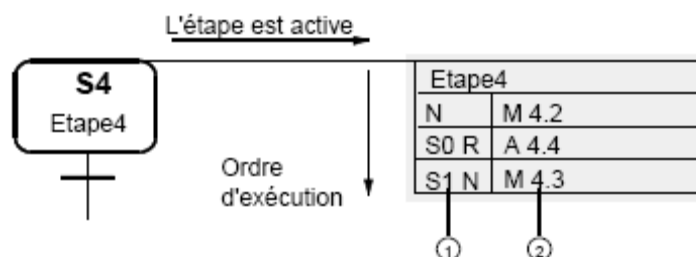 L'étape est active
S4
Etape4
Ordre
d'exécution
Etape4
N M 4.2
S0 R A 4.4
S1 N M 4.3
1 2